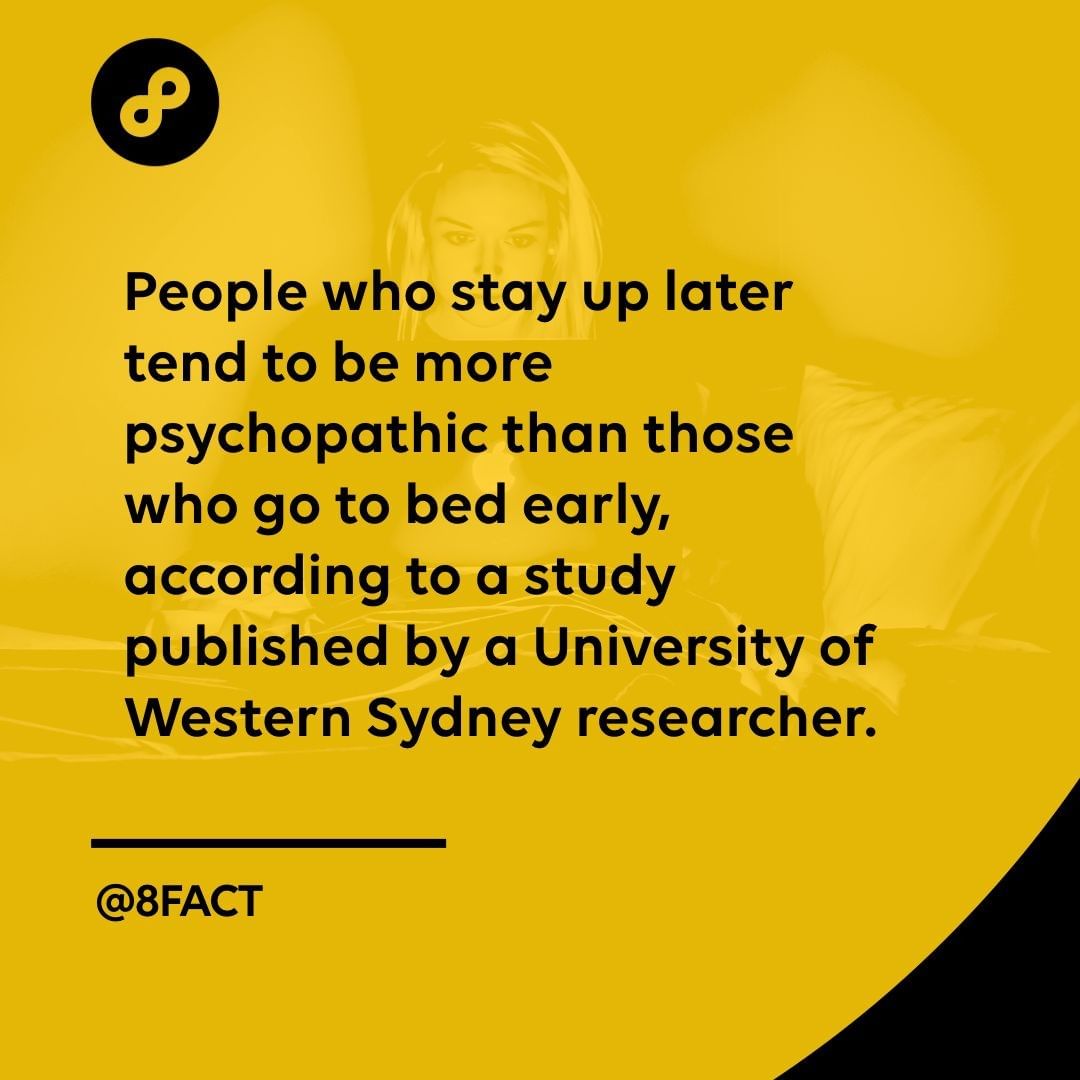 People who stay up later
tend to be more
psychopathic than those
who go to bed early,
according to a study
published by a University of
Western Sydney researcher.
@8FACT